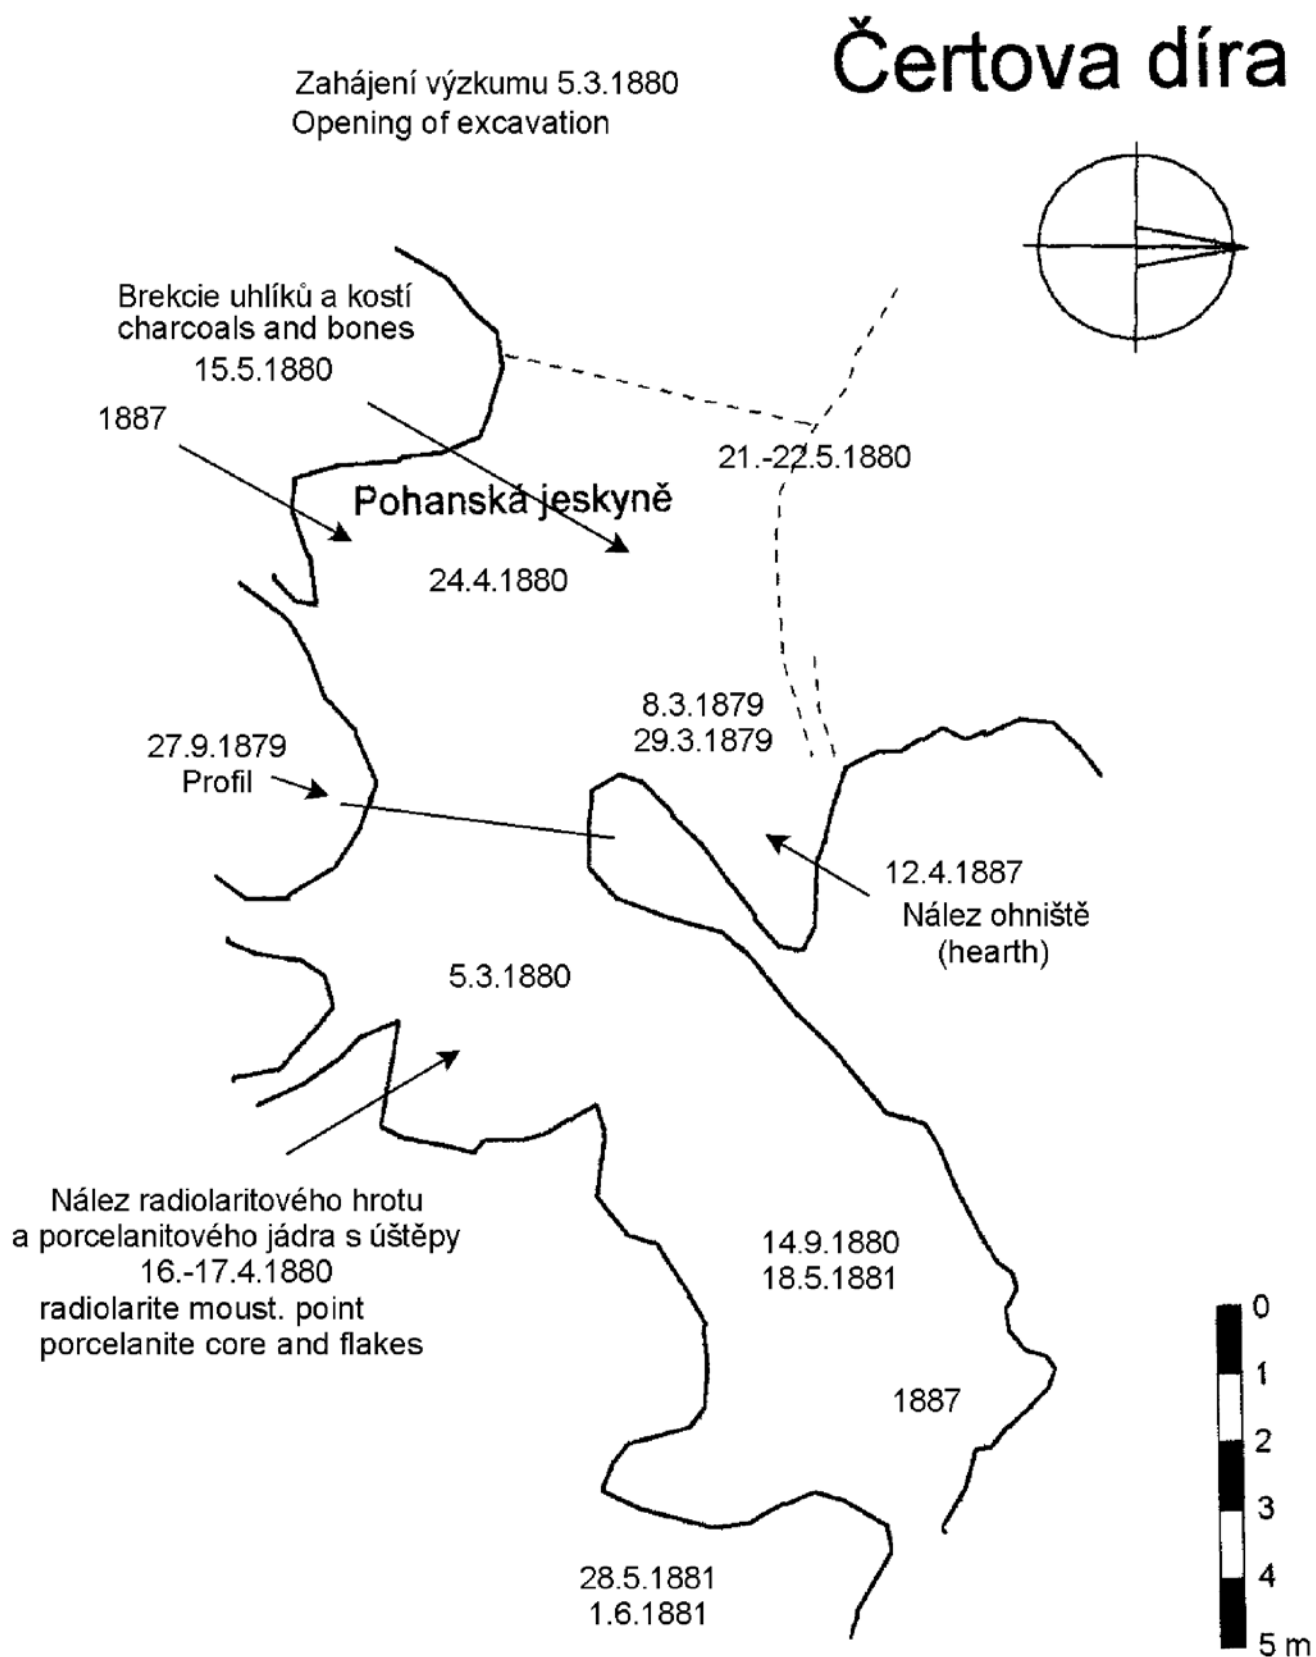 Čertova díra
Zahájení výzkumu 5.3.1880
Opening of excavation
Brekcie uhlíků a kostí
charcoals and bones
15.5.1880
1887
21.-22.5.1880
Pohanská jeskyně
24.4.1880
8.3.1879
29.3.1879
27.9.1879
Profil
12.4.1887
Nález ohniště
(hearth)
5.3.1880
Nález radiolaritového hrotu
a porcelanitového jádra s úštěpy
16.-17.4.1880
radiolarite moust. point
porcelanite core and flakes
14.9.1880
18.5.1881
1887
28.5.1881
1.6.1881
0
1
2
3
4
5 m